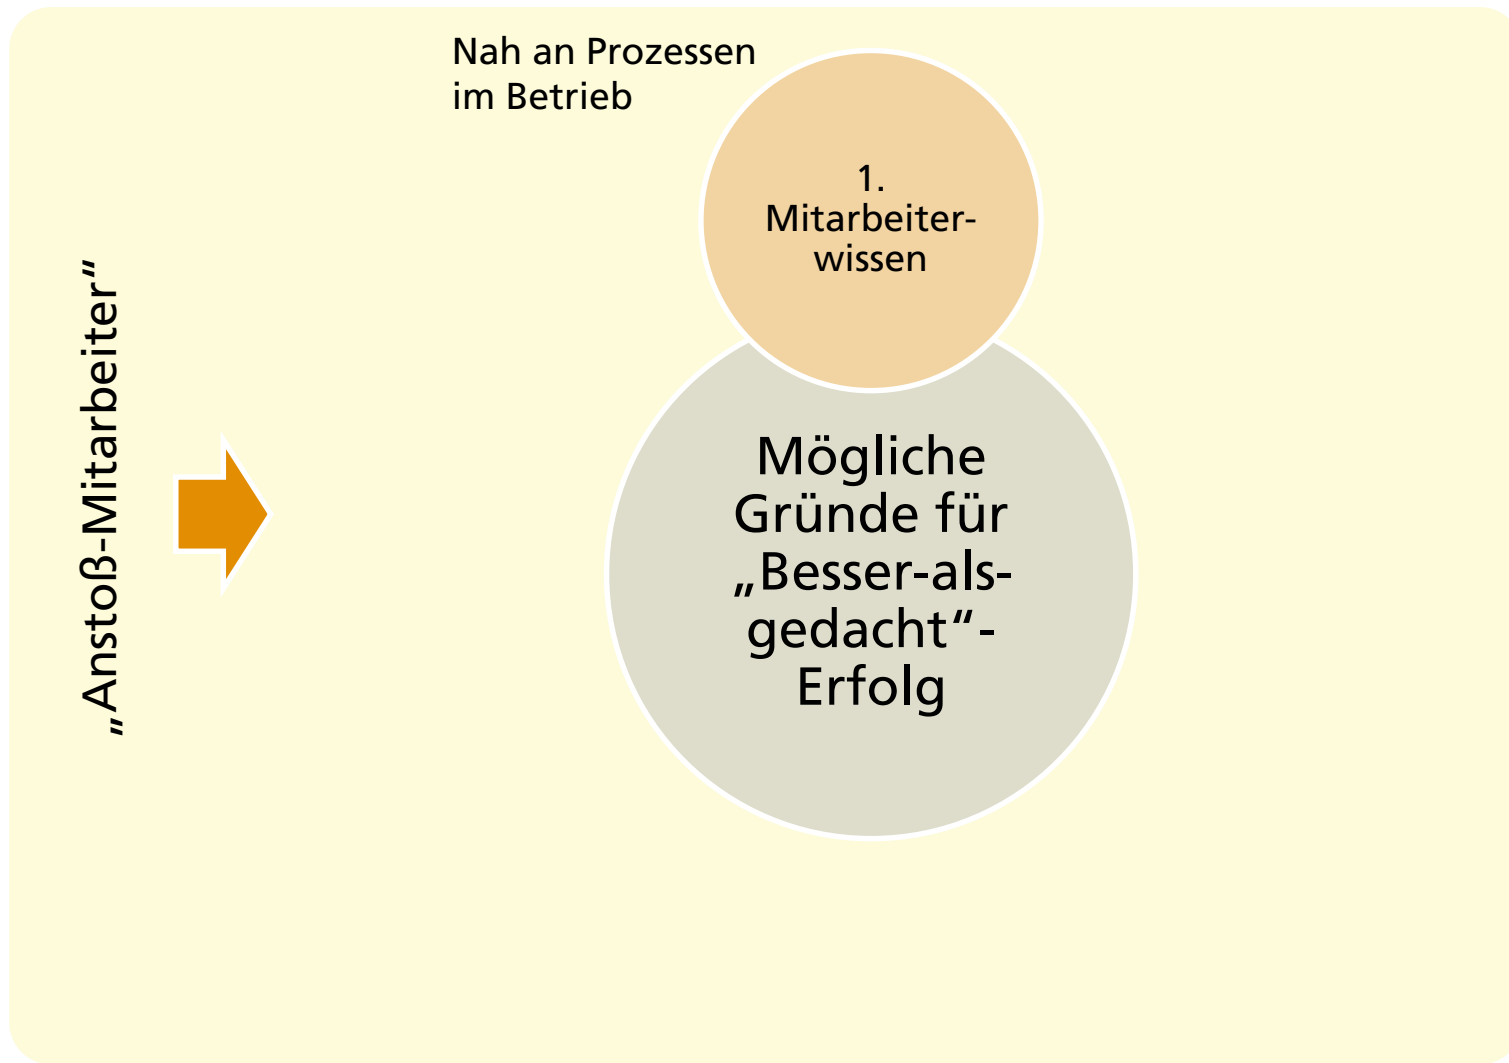 Nah an Prozessen
im Betrieb
1.
Mitarbeiter-
wissen
„Anstoß-Mitarbeiter“
Mögliche
Gründe für
„Besser-als-
gedacht“-
Erfolg